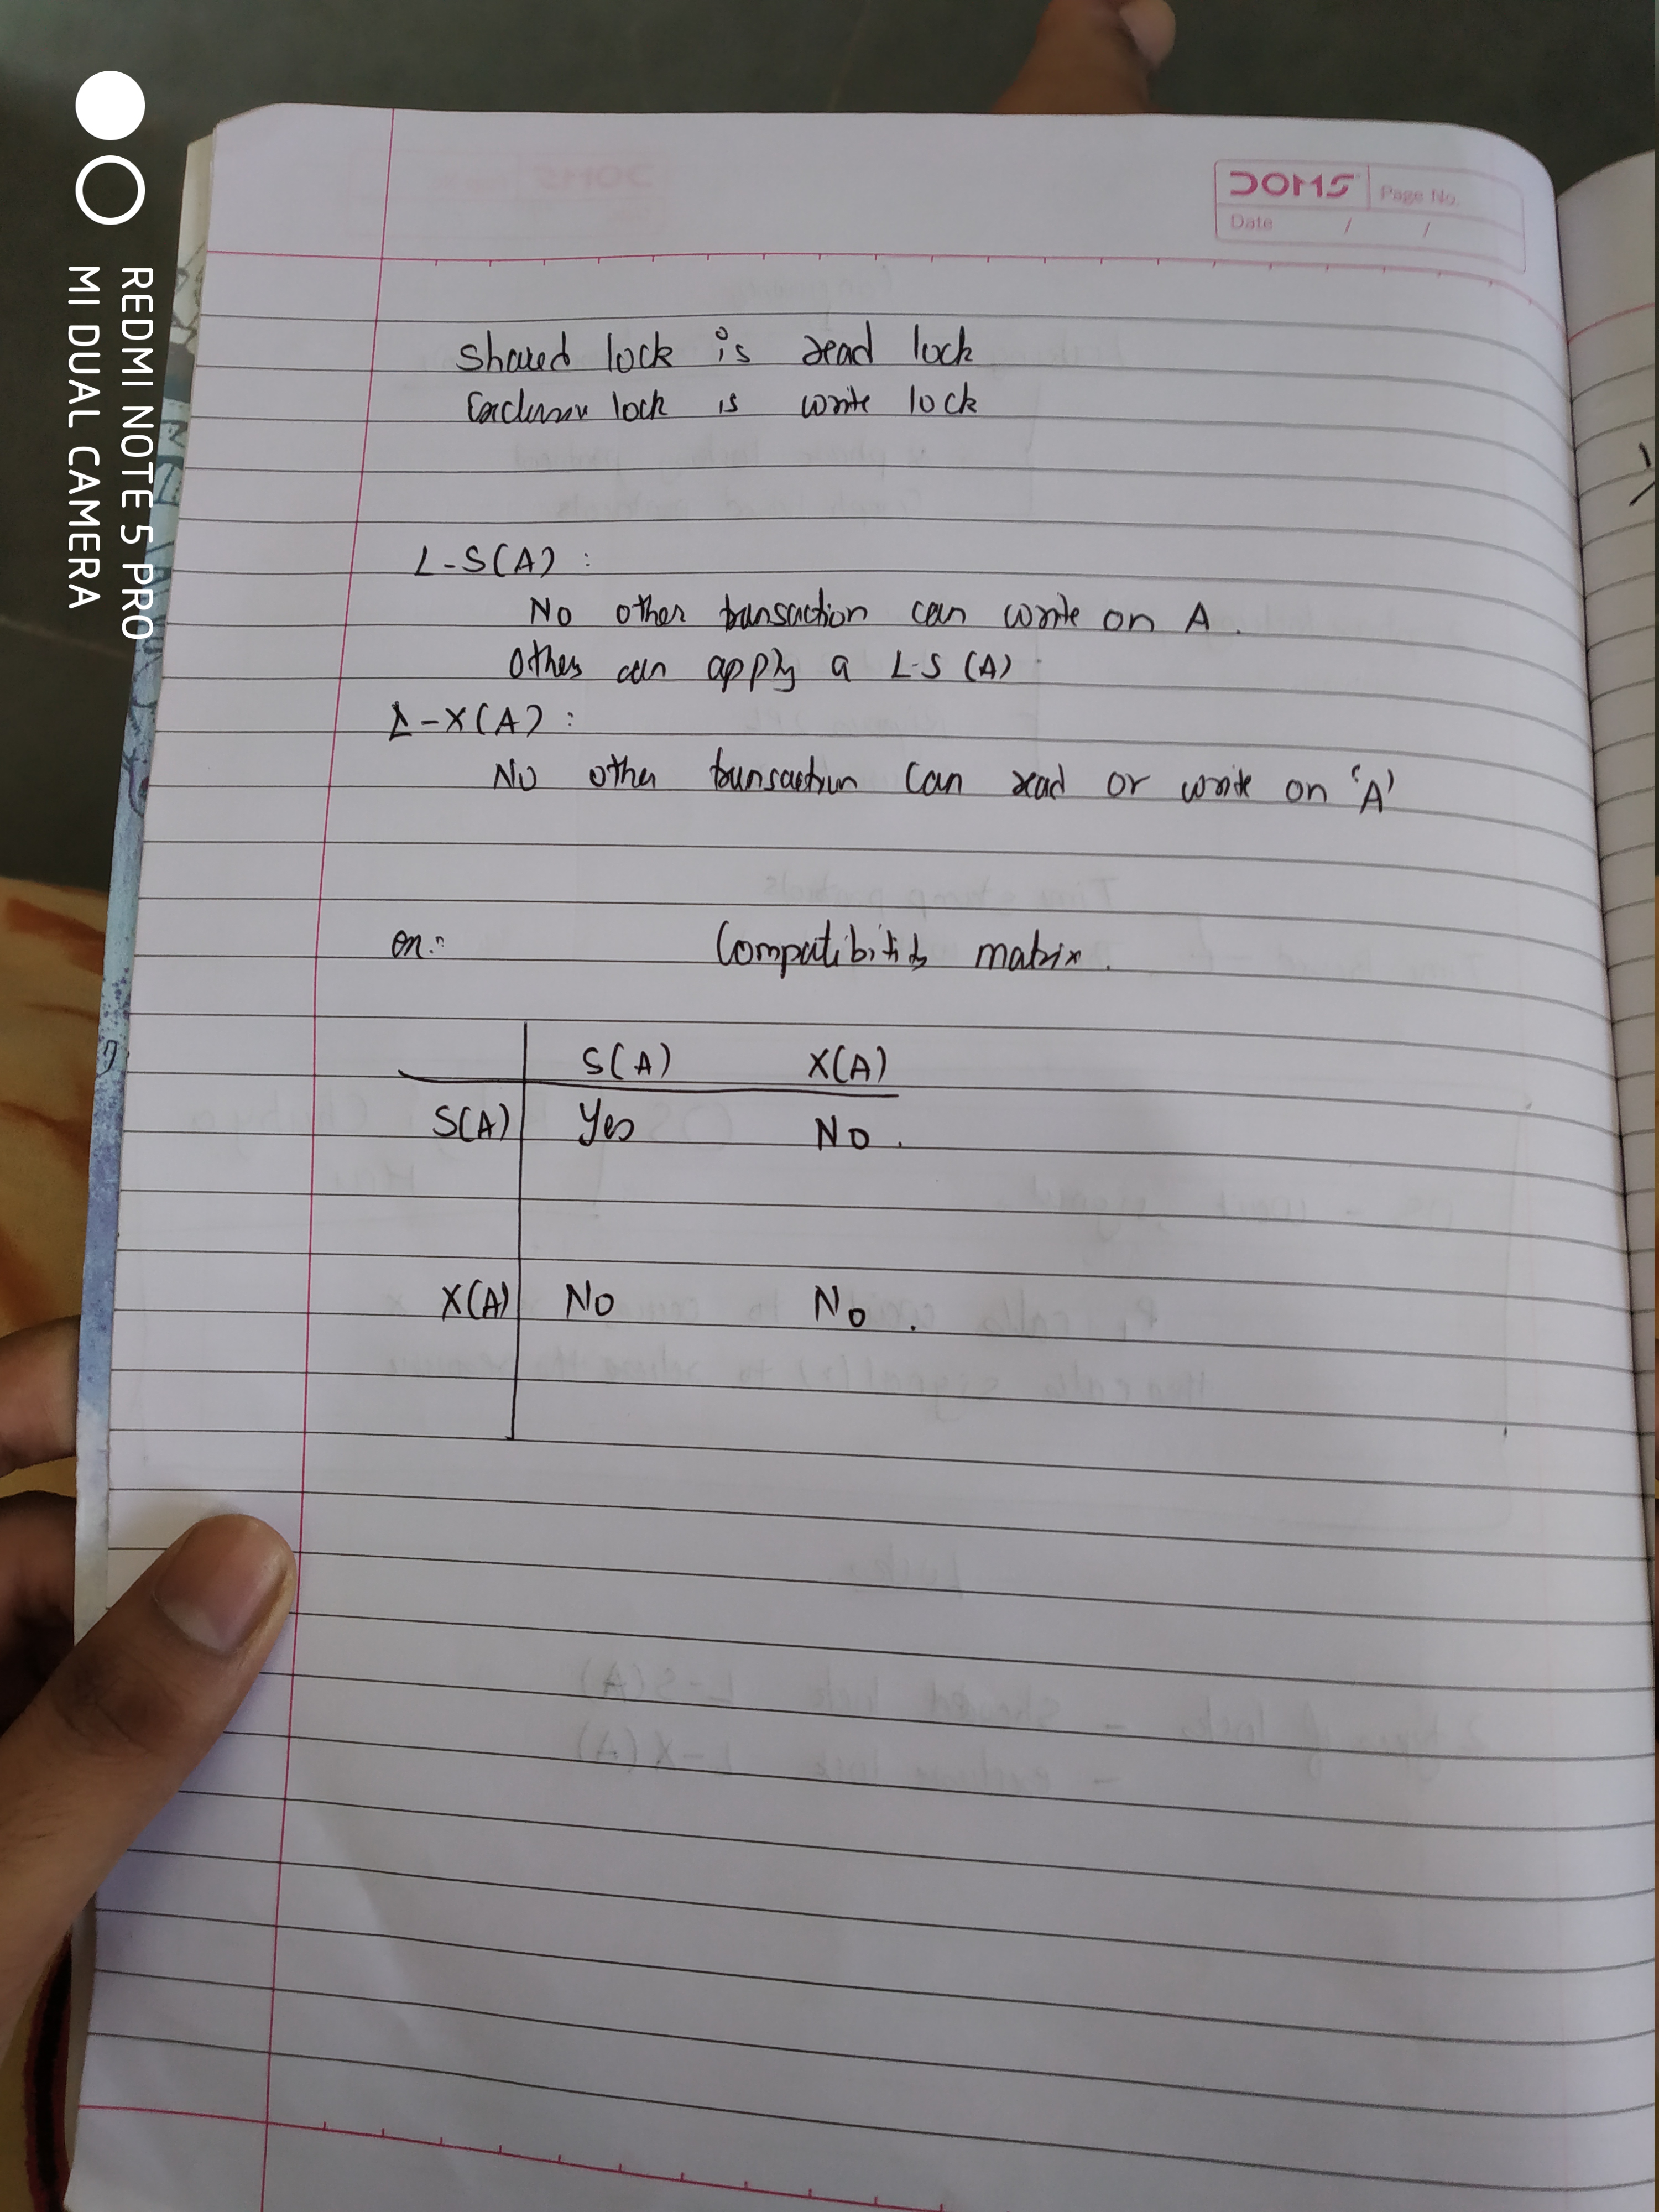 DOMS Page No.
Date / /
Shared lock is read lock
Exclusive lock is write lock
L-S(A) :
No other transaction can write on A.
Others can apply a L-S (A)
L-X(A) :
No other transaction can read or write on 'A'
Compatibility matrix.
S(A) X(A)
S(A) Yes No.
X(A) No No.
REDMI NOTE 5 PRO
MI DUAL CAMERA